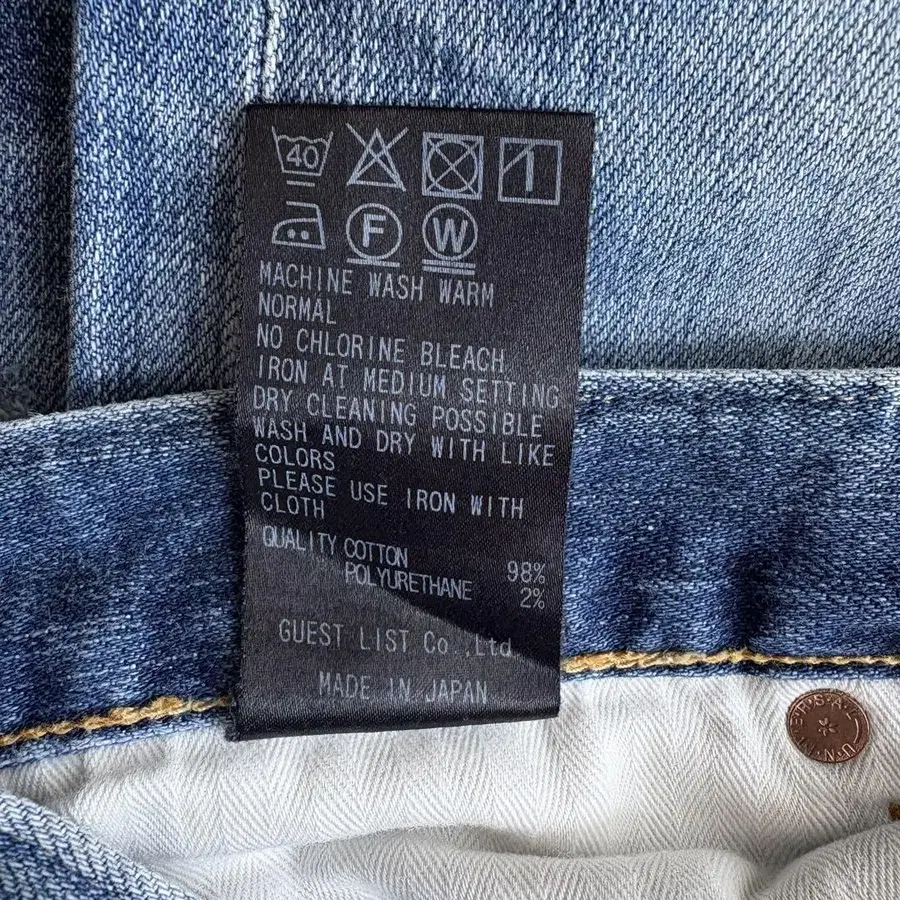 40
F W
MACHINE WASH WARM
NORMAL
NO CHLORINE BLEACH
IRON AT MEDIUM SETTING
DRY CLEANING POSSIBLE
WASH AND DRY WITH LIKE
COLORS
PLEASE USE IRON WITH
CLOTH
QUALITY COTTON 98%
POLYURETHANE 2%
GUEST LIST Co.,Ltd
MADE IN JAPAN